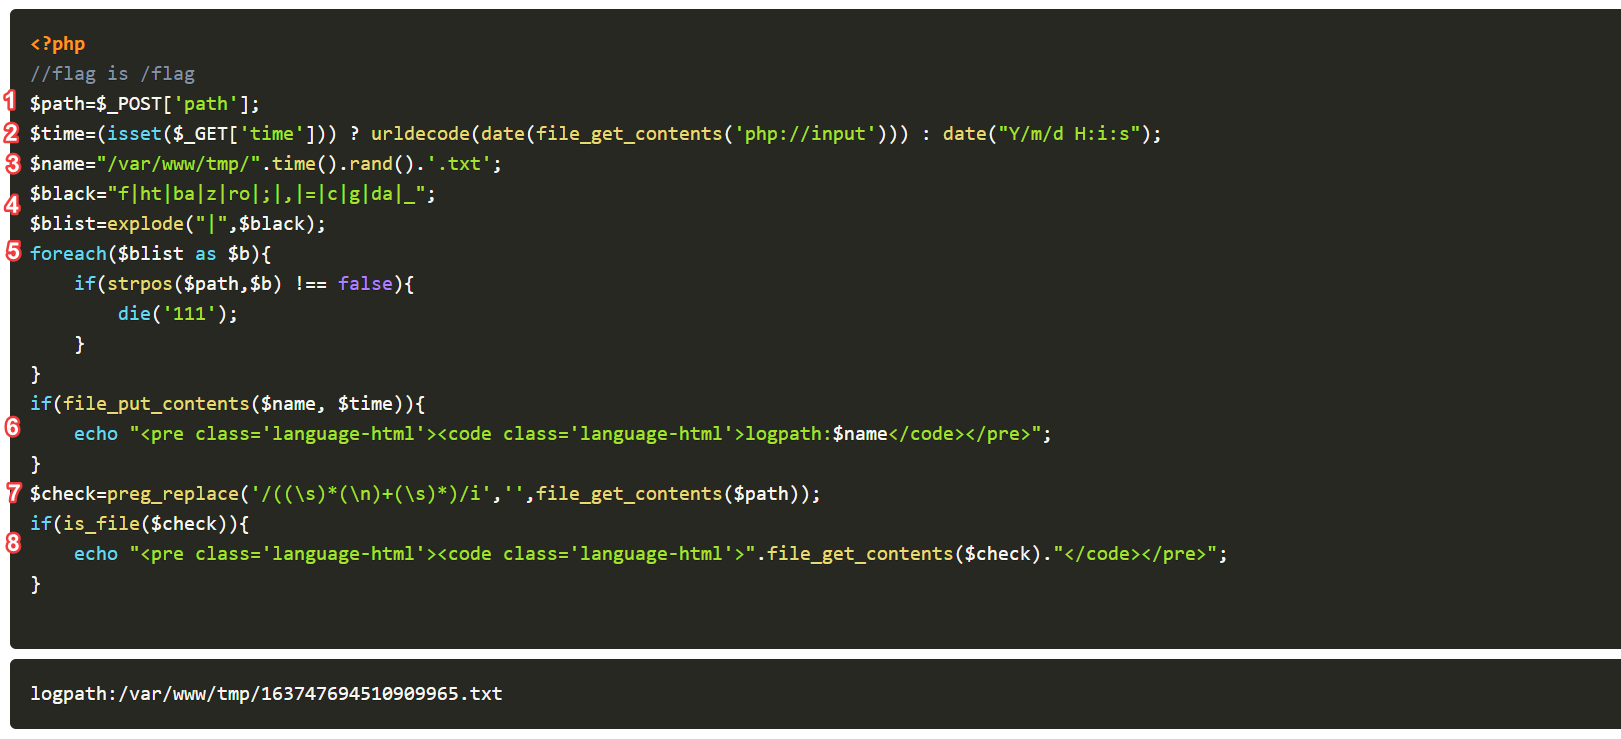 <?php
//flag is /flag
1 $path=$_POST['path'];
2 $time=(isset($_GET['time'])) ? urldecode(date(file_get_contents('php://input'))) : date("Y/m/d H:i:s");
3 $name="/var/www/tmp/".time().rand().'.txt';
4 $black="f|ht|ba|z|ro|;|,|=|c|g|da|_";
$blist=explode("|",$black);
5 foreach($blist as $b){
    if(strpos($path,$b) !== false){
        die('111');
    }
}
if(file_put_contents($name, $time)){
6     echo "<pre class='language-html'><code class='language-html'>logpath:$name</code></pre>";
}
7 $check=preg_replace('/((\s)*(\n)+(\s)*)/i','',file_get_contents($path));
if(is_file($check)){
8     echo "<pre class='language-html'><code class='language-html'>".file_get_contents($check)."</code></pre>";
}
logpath:/var/www/tmp/163747694510909965.txt